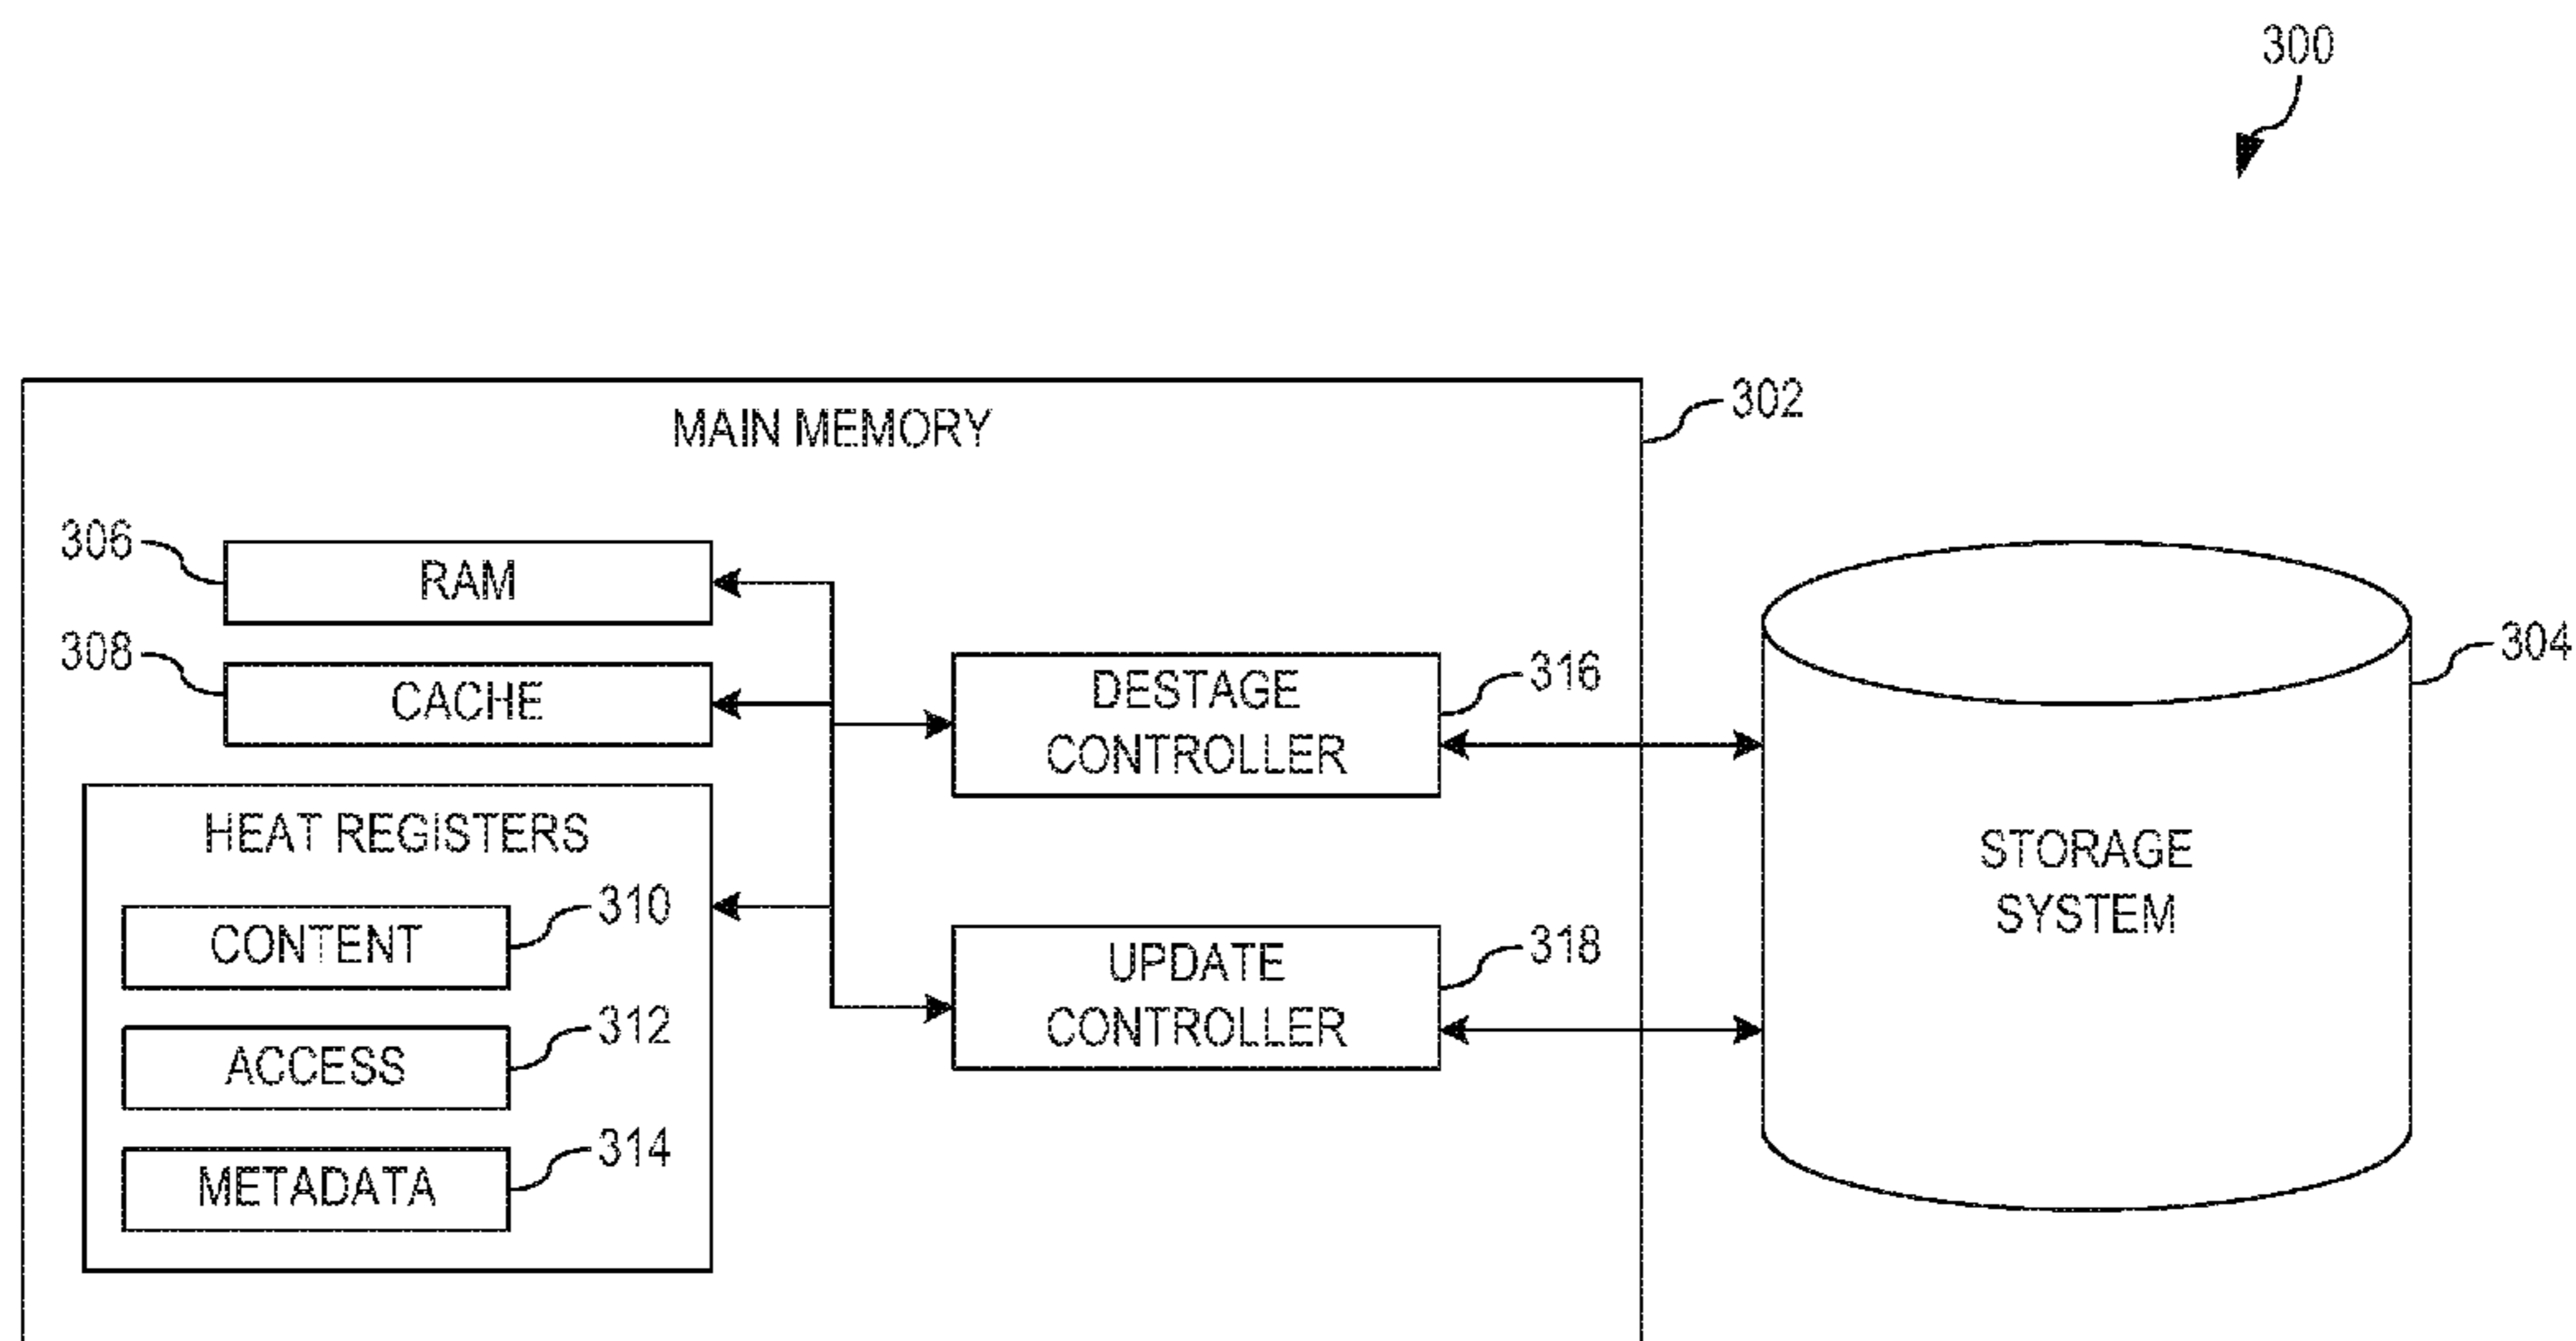 300
MAIN MEMORY
302
306
RAM
308
CACHE
DESTAGE
CONTROLLER
316
304
HEAT REGISTERS
STORAGE
SYSTEM
CONTENT
310
UPDATE
CONTROLLER
318
ACCESS
312
METADATA
314